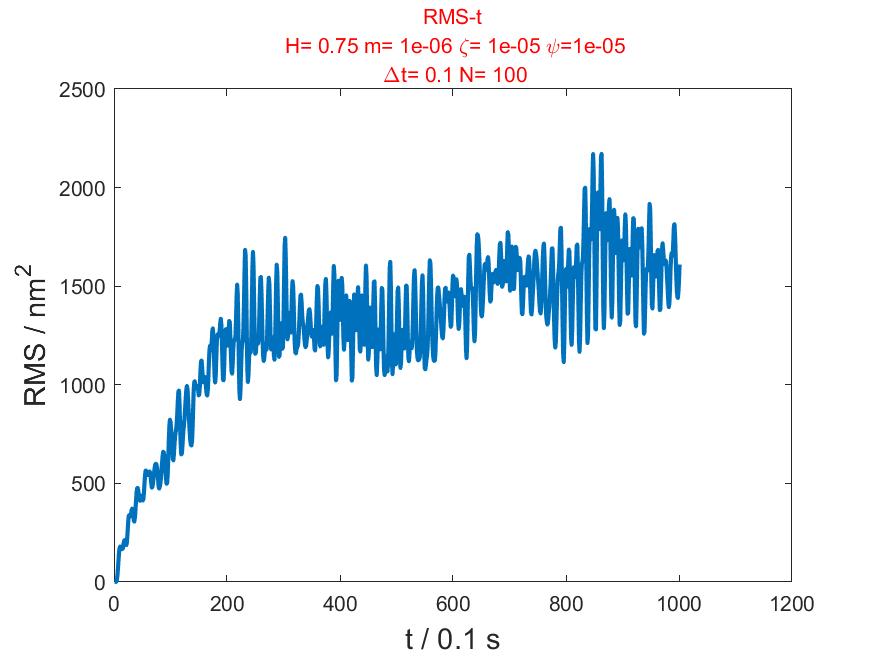 RMS-t
H= 0.75 m= 1e-06 ζ= 1e-05 ψ=1e-05
Δt= 0.1 N= 100
2500
2000
1500
1000
500
0
RMS / nm²
0 200 400 600 800 1000 1200
t / 0.1 s